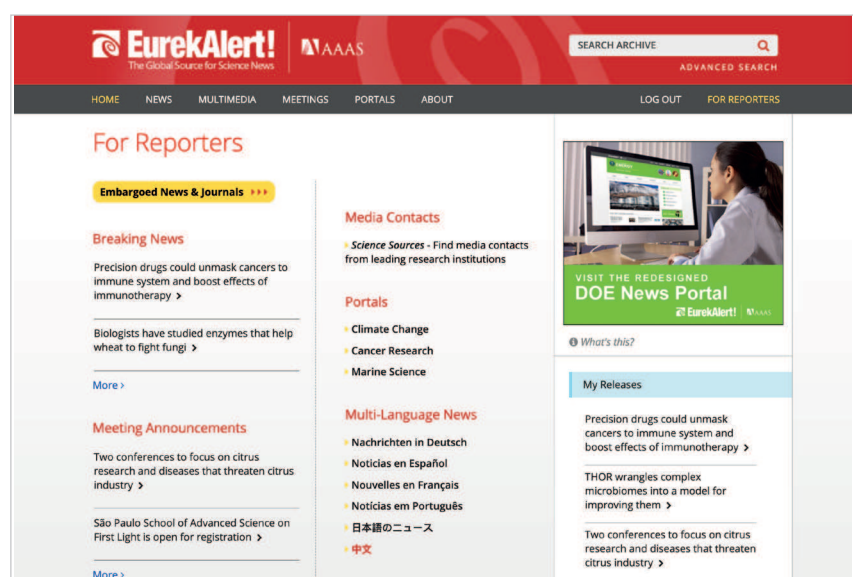 EurekAlert!
The Global Source for Science News
AAAS
SEARCH ARCHIVE
ADVANCED SEARCH
HOME NEWS MULTIMEDIA MEETINGS PORTALS ABOUT LOG OUT FOR REPORTERS
For Reporters
Embargoed News & Journals
Breaking News
Precision drugs could unmask cancers to
immune system and boost effects of
immunotherapy >
Biologists have studied enzymes that help
wheat to fight fungi >
More >
Meeting Announcements
Two conferences to focus on citrus
research and diseases that threaten citrus
industry >
São Paulo School of Advanced Science on
First Light is open for registration >
More >
Media Contacts
Science Sources - Find media contacts
from leading research institutions
Portals
Climate Change
Cancer Research
Marine Science
Multi-Language News
Nachrichten in Deutsch
Noticias en Español
Nouvelles en Français
Notícias em Português
日本語のニュース
中文
VISIT THE REDESIGNED
DOE News Portal
EurekAlert! AAAS
What's this?
My Releases
Precision drugs could unmask
cancers to immune system and
boost effects of immunotherapy >
THOR wrangles complex
microbiomes into a model for
improving them >
Two conferences to focus on citrus
research and diseases that threaten
citrus industry >